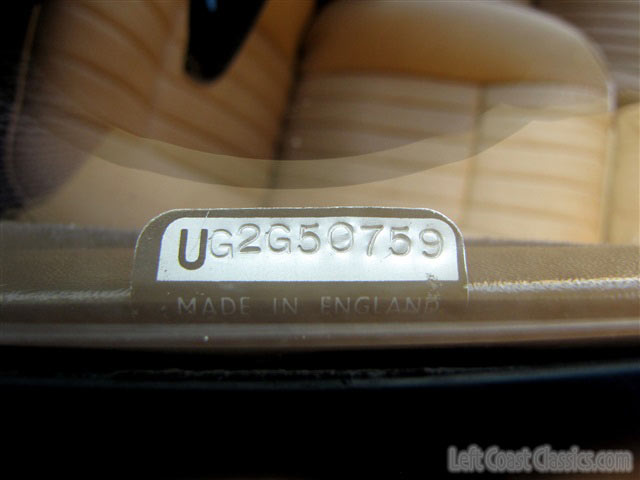 UG2G50759
MADE IN ENGLAND
Left Coast Classics.com